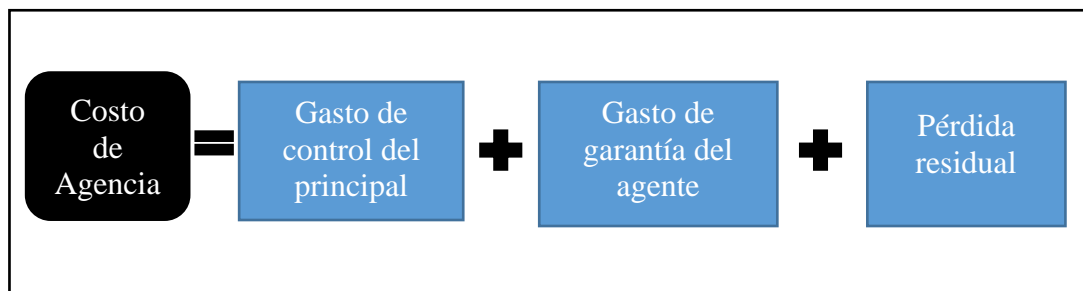 Costo
de
Agencia
=
Gasto de
control del
principal
+
Gasto de
garantía del
agente
+
Pérdida
residual